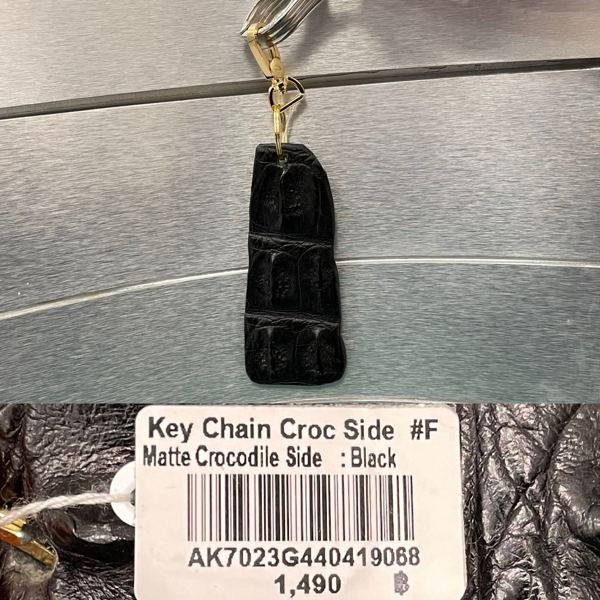 Key Chain Croc Side #F
Matte Crocodile Side : Black
AK7023G440419068
1,490 ฿